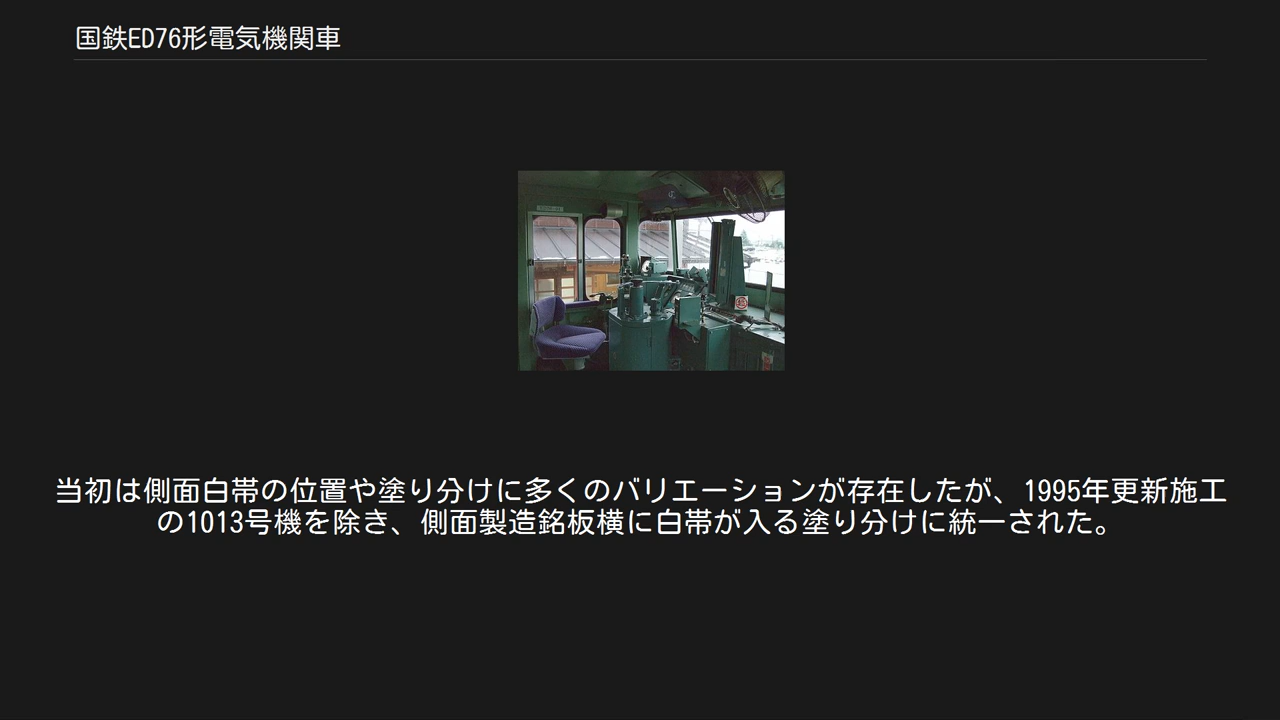 国鉄ED76形電気機関車
当初は側面白帯の位置や塗り分けに多くのバリエーションが存在したが、1995年更新施工
の1013号機を除き、側面製造銘板横に白帯が入る塗り分けに統一された。